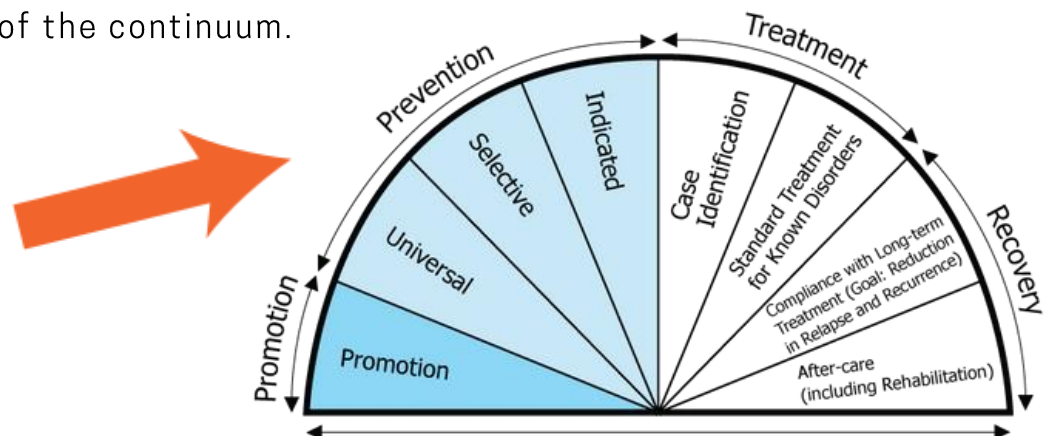 of the continuum.
Promotion
Prevention
Treatment
Recovery
Promotion
Universal
Selective
Indicated
Case
Identification
Standard Treatment
for Known Disorders
Compliance with Long-term
Treatment (Goal: Reduction
in Relapse and Recurrence)
After-care
(including Rehabilitation)